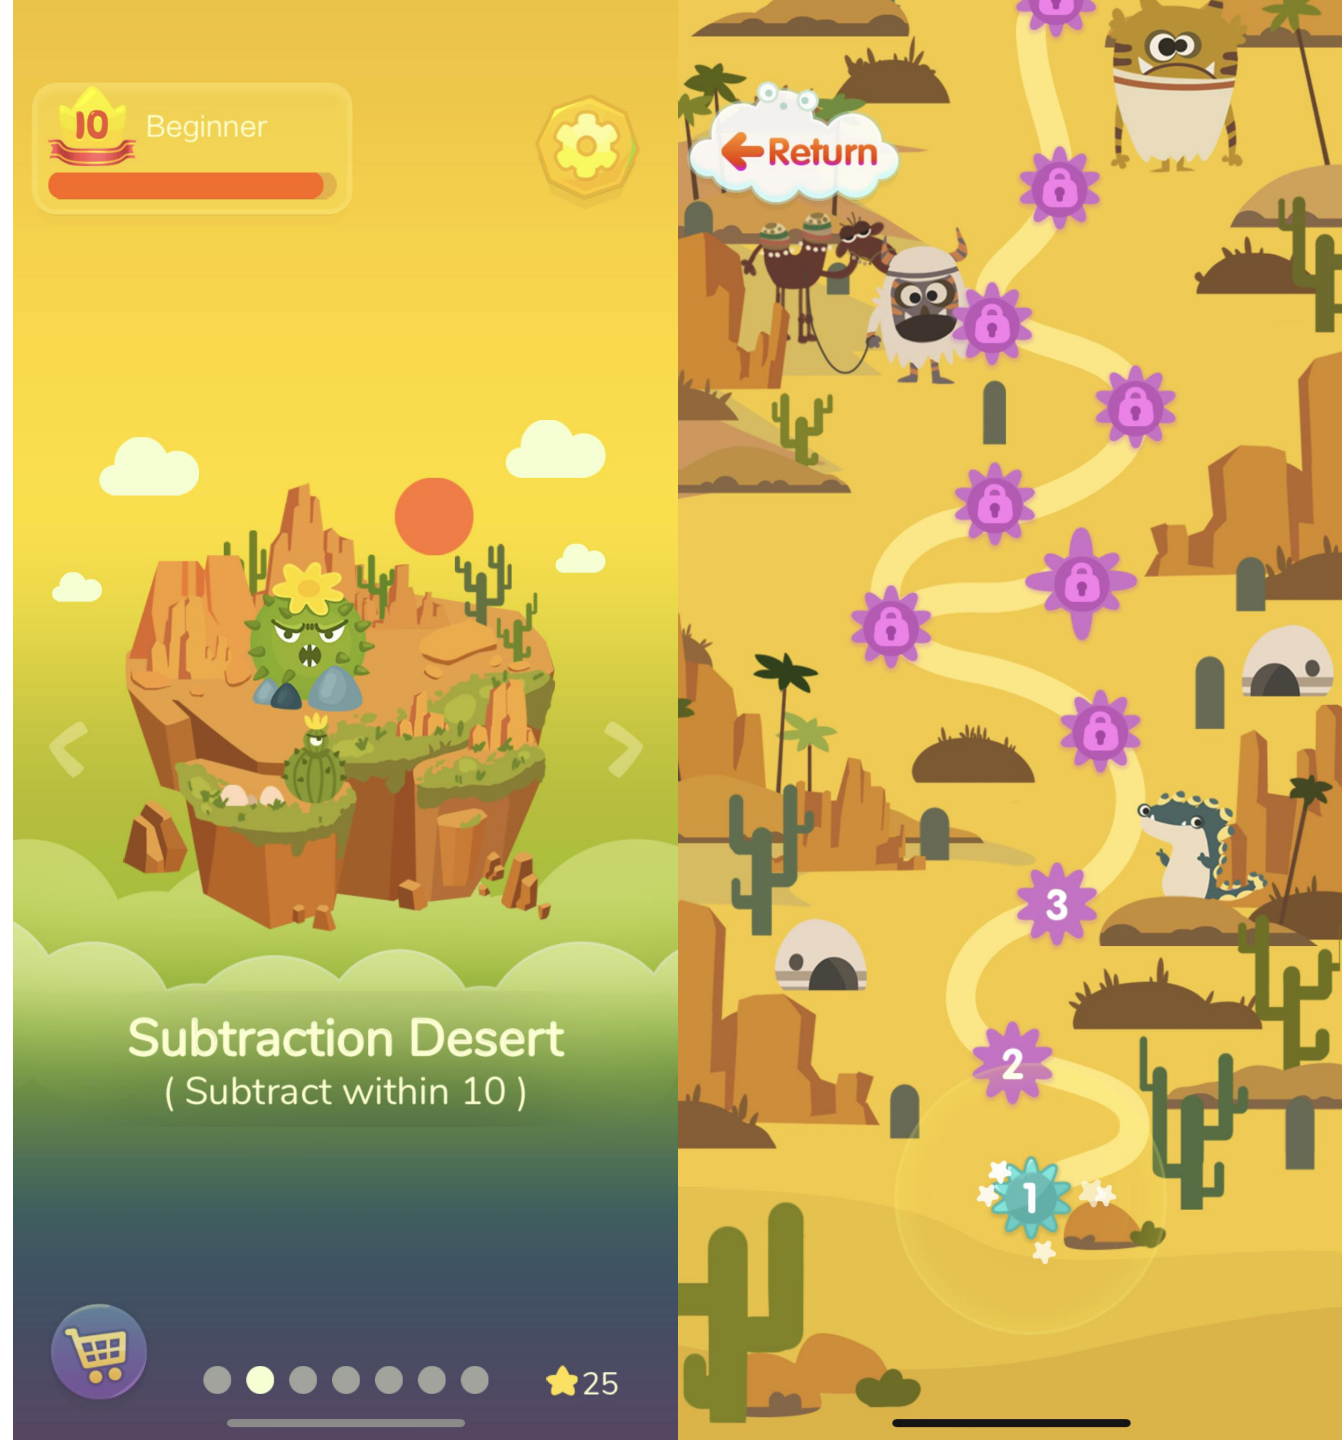 10
Beginner
Subtraction Desert
( Subtract within 10 )
25
Return
3
2
1